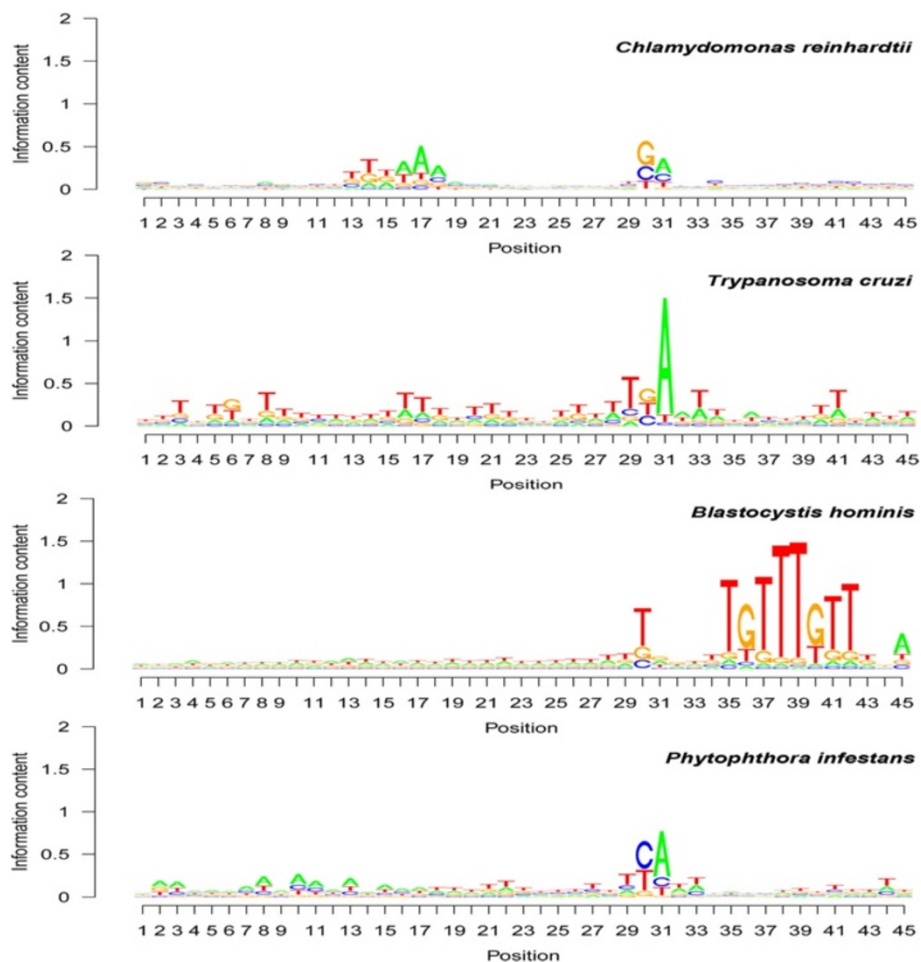 2
Chlamydomonas reinhardtii
1.5
1
0.5
0
Information content
1 2 3 4 5 6 7 8 9 11 13 15 17 19 21 23 25 27 29 31 33 35 37 39 41 43 45
Position
2
Trypanosoma cruzi
1.5
1
0.5
0
Information content
1 2 3 4 5 6 7 8 9 11 13 15 17 19 21 23 25 27 29 31 33 35 37 39 41 43 45
Position
2
Blastocystis hominis
1.5
1
0.5
0
Information content
1 2 3 4 5 6 7 8 9 11 13 15 17 19 21 23 25 27 29 31 33 35 37 39 41 43 45
Position
2
Phytophthora infestans
1.5
1
0.5
0
Information content
1 2 3 4 5 6 7 8 9 11 13 15 17 19 21 23 25 27 29 31 33 35 37 39 41 43 45
Position